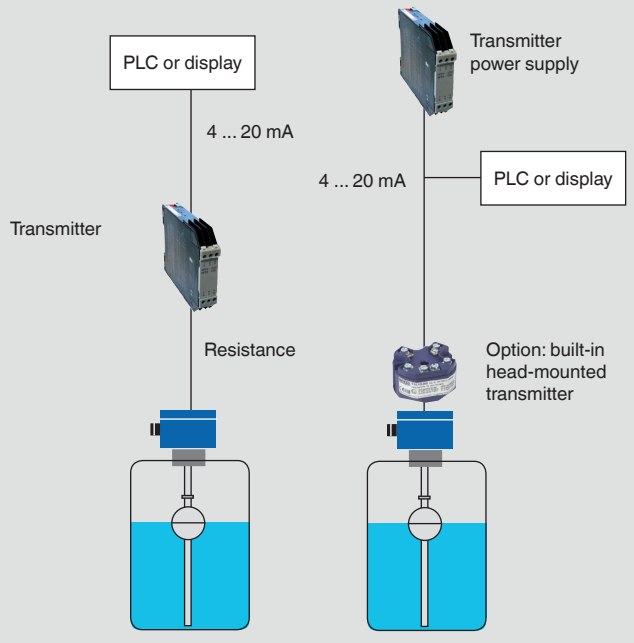 PLC or display
4 ... 20 mA
Transmitter
Resistance
Transmitter
power supply
4 ... 20 mA
PLC or display
Option: built-in
head-mounted
transmitter